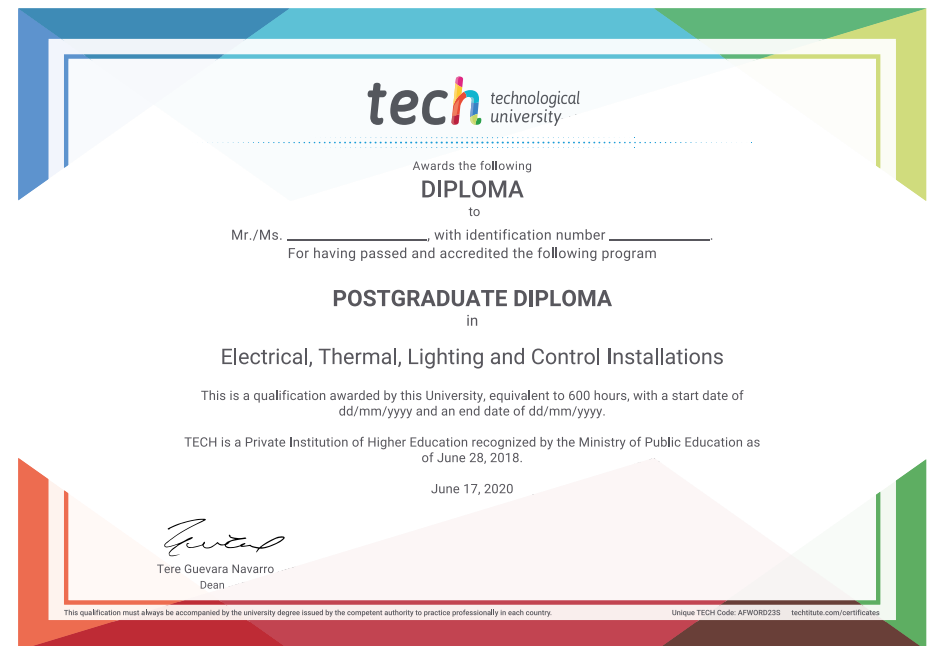 tech technological
university
Awards the following
DIPLOMA
to
Mr./Ms. ____________, with identification number _________.
For having passed and accredited the following program
POSTGRADUATE DIPLOMA
in
Electrical, Thermal, Lighting and Control Installations
This is a qualification awarded by this University, equivalent to 600 hours, with a start date of
dd/mm/yyyy and an end date of dd/mm/yyyy.
TECH is a Private Institution of Higher Education recognized by the Ministry of Public Education as
of June 28, 2018.
June 17, 2020
Tere Guevara Navarro
Dean
This qualification must always be accompanied by the university degree issued by the competent authority to practice professionally in each country. Unique TECH Code: AFWORD23S techtitute.com/certificates